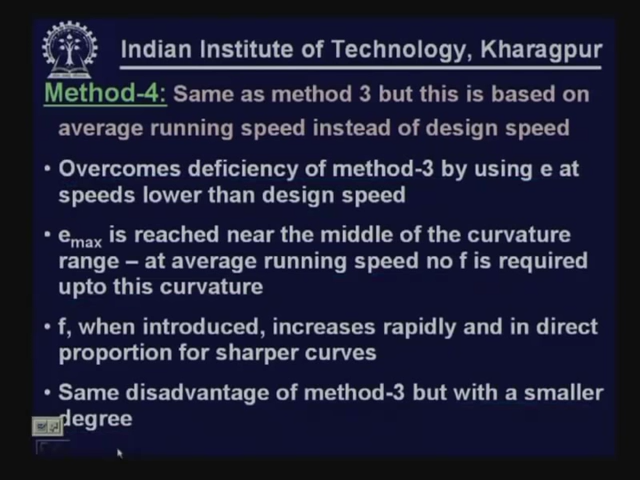 Indian Institute of Technology, Kharagpur
Method-4: Same as method 3 but this is based on
average running speed instead of design speed
• Overcomes deficiency of method-3 by using e at
speeds lower than design speed
• emax is reached near the middle of the curvature
range – at average running speed no f is required
upto this curvature
• f, when introduced, increases rapidly and in direct
proportion for sharper curves
• Same disadvantage of method-3 but with a smaller
degree